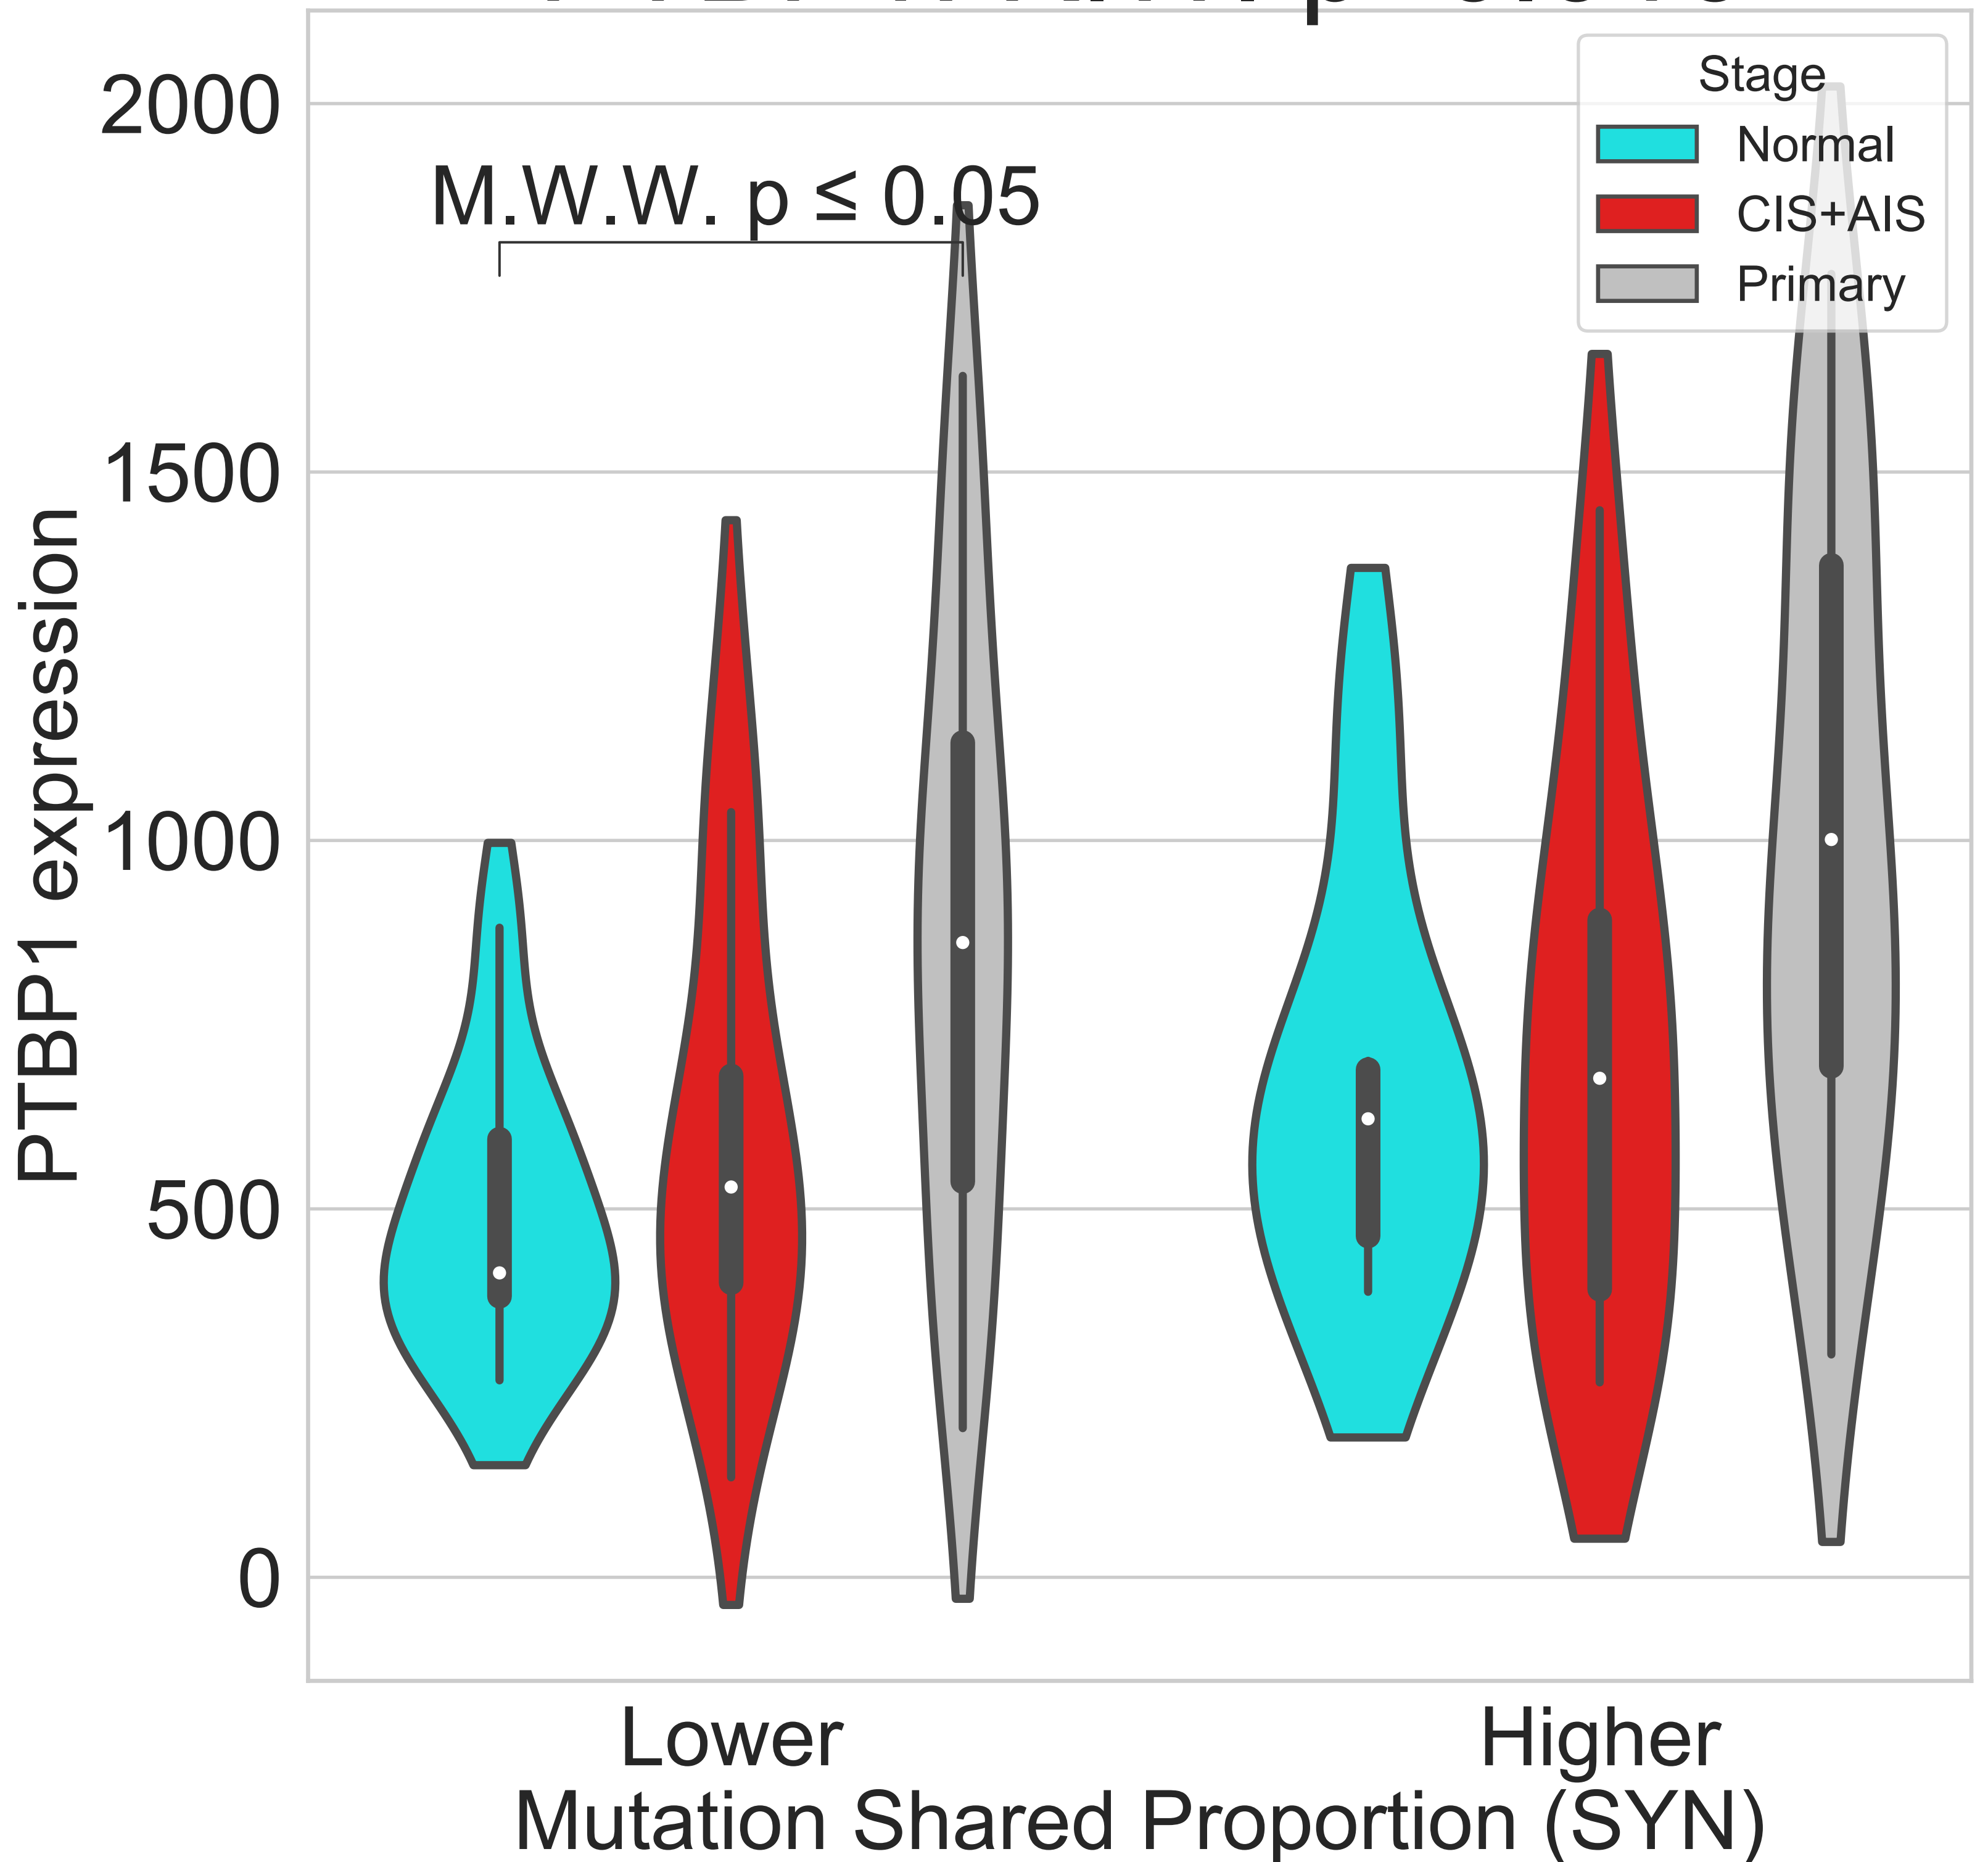 2000
1500
1000
500
0
PTBP1 expression
M.W.W. p ≤ 0.05
Stage
Normal
CIS+AIS
Primary
Lower
Higher
Mutation Shared Proportion (SYN)